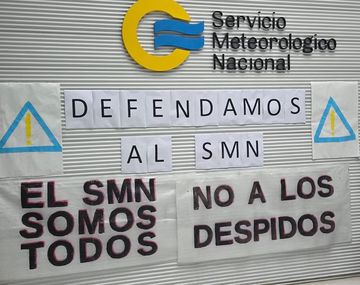 Servicio
Meteorologico
Nacional
DEFENDAMOS
AL SMN
EL SMN
SOMOS
TODOS
NO A LOS
DESPIDOS